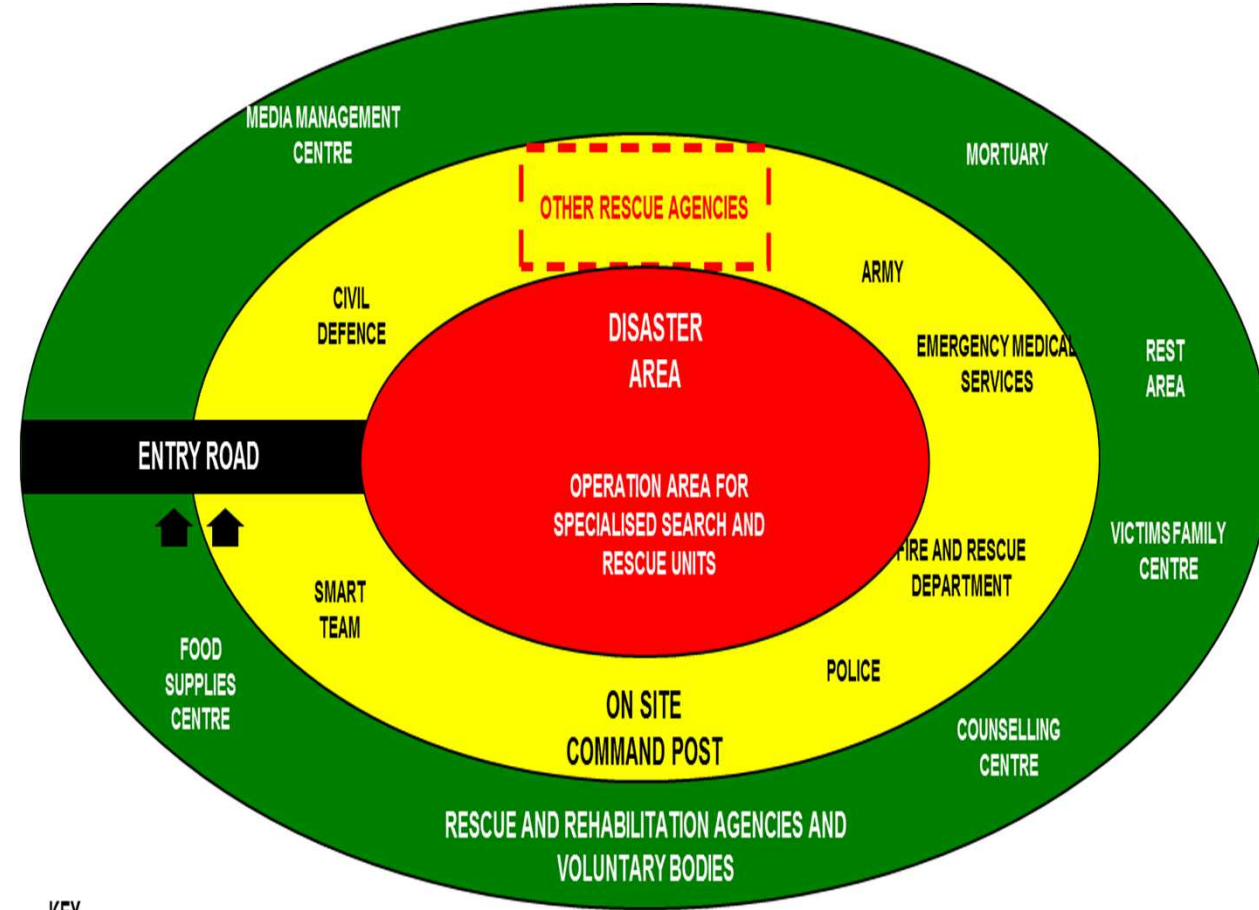 MEDIA MANAGEMENT
CENTRE
MORTUARY
OTHER RESCUE AGENCIES
ARMY
CIVIL
DEFENCE
DISASTER
AREA
EMERGENCY MEDICAL
SERVICES
REST
AREA
ENTRY ROAD
OPERATION AREA FOR
SPECIALISED SEARCH AND
RESCUE UNITS
VICTIMS FAMILY
CENTRE
FIRE AND RESCUE
DEPARTMENT
SMART
TEAM
FOOD
SUPPLIES
CENTRE
POLICE
ON SITE
COMMAND POST
COUNSELLING
CENTRE
RESCUE AND REHABILITATION AGENCIES AND
VOLUNTARY BODIES
KEY